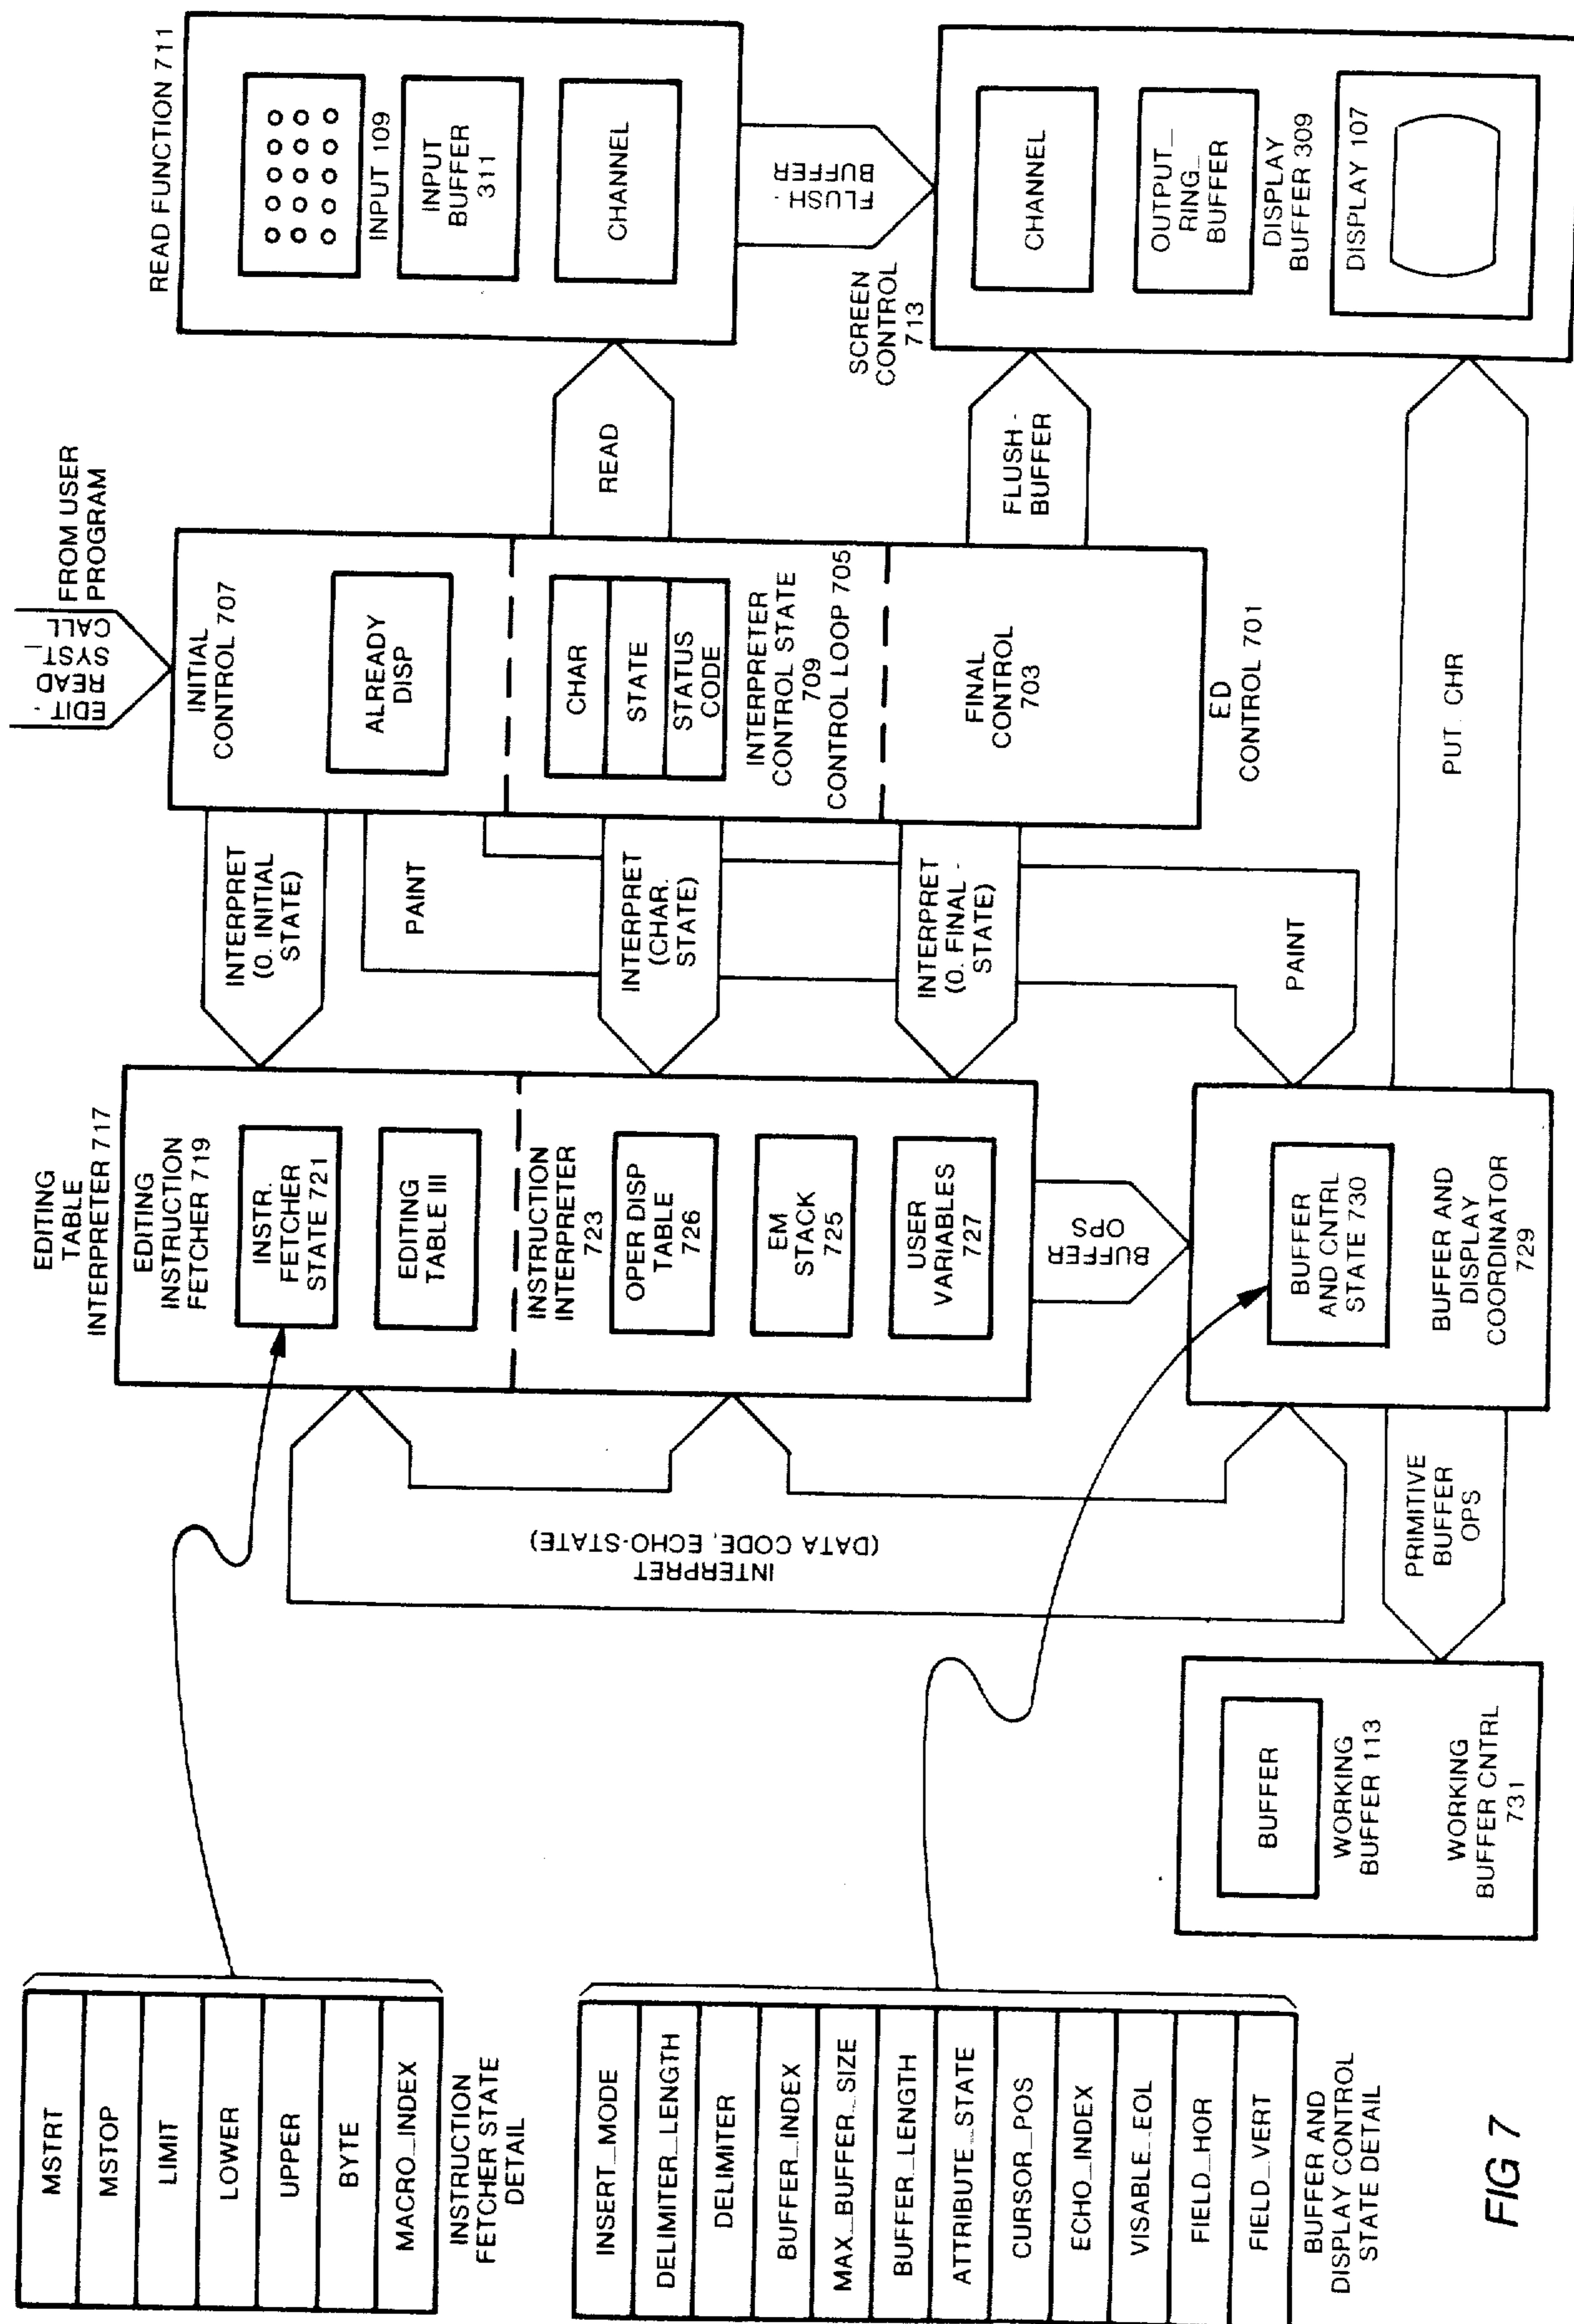 READ FUNCTION 711
INPUT 109
INPUT
BUFFER
311
CHANNEL
FLUSH-
BUFFER
SCREEN
CONTROL
713
CHANNEL
OUTPUT_
RING_
BUFFER
DISPLAY
BUFFER 309
DISPLAY 107
FROM USER
PROGRAM
EDIT.
READ
SYST_
CALL
INITIAL
CONTROL 707
ALREADY
DISP
CHAR
STATE
STATUS
CODE
INTERPRETER
CONTROL STATE
709
CONTROL LOOP 705
FINAL
CONTROL
703
ED
CONTROL 701
READ
FLUSH-
BUFFER
PUT. CHR
INTERPRET
(0. INITIAL
STATE)
PAINT
INTERPRET
(CHAR.
STATE)
INTERPRET
(0. FINAL -
STATE)
PAINT
EDITING
TABLE
INTERPRETER 717
EDITING
INSTRUCTION
FETCHER 719
INSTR.
FETCHER
STATE 721
EDITING
TABLE III
INSTRUCTION
INTERPRETER
723
OPER DISP
TABLE
726
EM
STACK
725
USER
VARIABLES
727
BUFFER
OPS
BUFFER
AND CNTRL
STATE 730
BUFFER AND
DISPLAY
COORDINATOR
729
INTERPRET
(DATA CODE, ECHO-STATE)
PRIMITIVE
BUFFER
OPS
BUFFER
WORKING
BUFFER 113
WORKING
BUFFER CNTRL
731
MSTRT
MSTOP
LIMIT
LOWER
UPPER
BYTE
MACRO_INDEX
INSTRUCTION
FETCHER STATE
DETAIL
INSERT_MODE
DELIMITER_LENGTH
DELIMITER
BUFFER_INDEX
MAX_BUFFER_SIZE
BUFFER_LENGTH
ATTRIBUTE_STATE
CURSOR_POS
ECHO_INDEX
VISABLE_EOL
FIELD_HOR
FIELD_VERT
BUFFER AND
DISPLAY CONTROL
STATE DETAIL
FIG 7